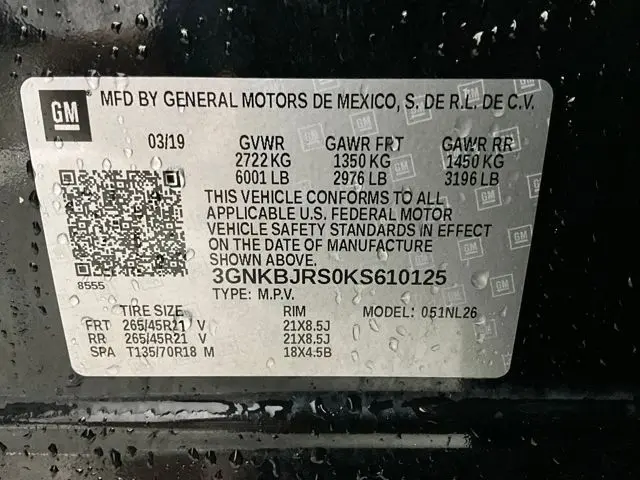 GM MFD BY GENERAL MOTORS DE MEXICO, S. DE R.L. DE C.V.
03/19 GVWR GAWR FRT GAWR RR
2722 KG 1350 KG 1450 KG
6001 LB 2976 LB 3196 LB
THIS VEHICLE CONFORMS TO ALL
APPLICABLE U.S. FEDERAL MOTOR
VEHICLE SAFETY STANDARDS IN EFFECT
ON THE DATE OF MANUFACTURE
SHOWN ABOVE.
3GNKBJRS0KS610125
8555 TYPE: M.P.V.
TIRE SIZE RIM MODEL: 051NL26
FRT 265/45R21 V 21X8.5J
RR 265/45R21 V 21X8.5J
SPA T135/70R18 M 18X4.5B